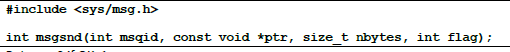 #include <sys/msg.h>
int msgsnd(int msqid, const void *ptr, size_t nbytes, int flag);